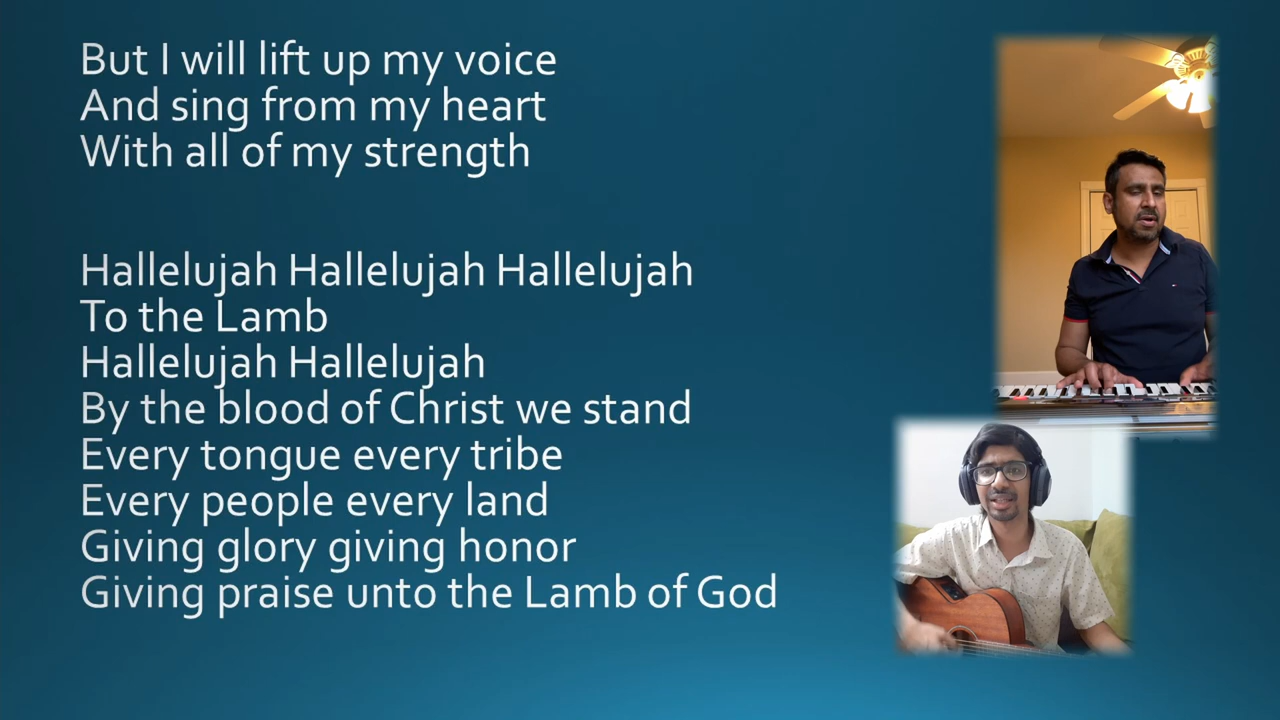 But I will lift up my voice
And sing from my heart
With all of my strength
Hallelujah Hallelujah Hallelujah
To the Lamb
Hallelujah Hallelujah
By the blood of Christ we stand
Every tongue every tribe
Every people every land
Giving glory giving honor
Giving praise unto the Lamb of God